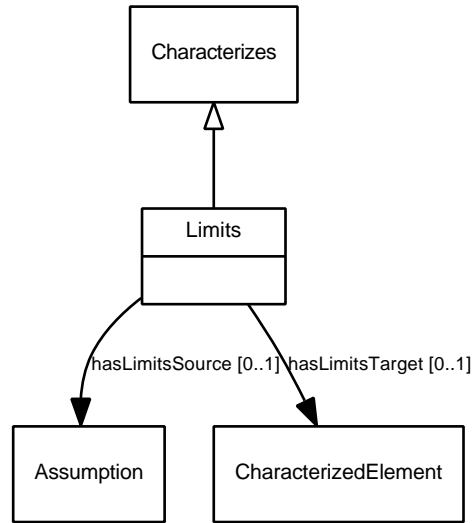 Characterizes
Limits
hasLimitsSource [0..1]
hasLimitsTarget [0..1]
Assumption
CharacterizedElement